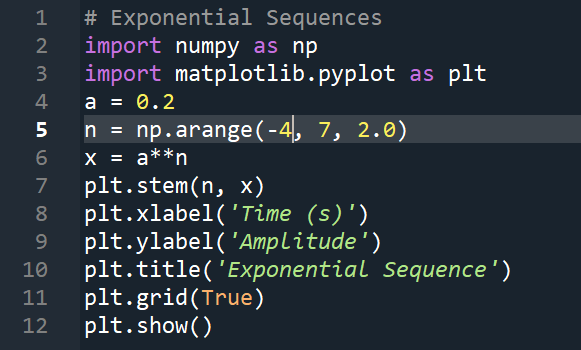 1 # Exponential Sequences
2 import numpy as np
3 import matplotlib.pyplot as plt
4 a = 0.2
5 n = np.arange(-4, 7, 2.0)
6 x = a**n
7 plt.stem(n, x)
8 plt.xlabel('Time (s)')
9 plt.ylabel('Amplitude')
10 plt.title('Exponential Sequence')
11 plt.grid(True)
12 plt.show()